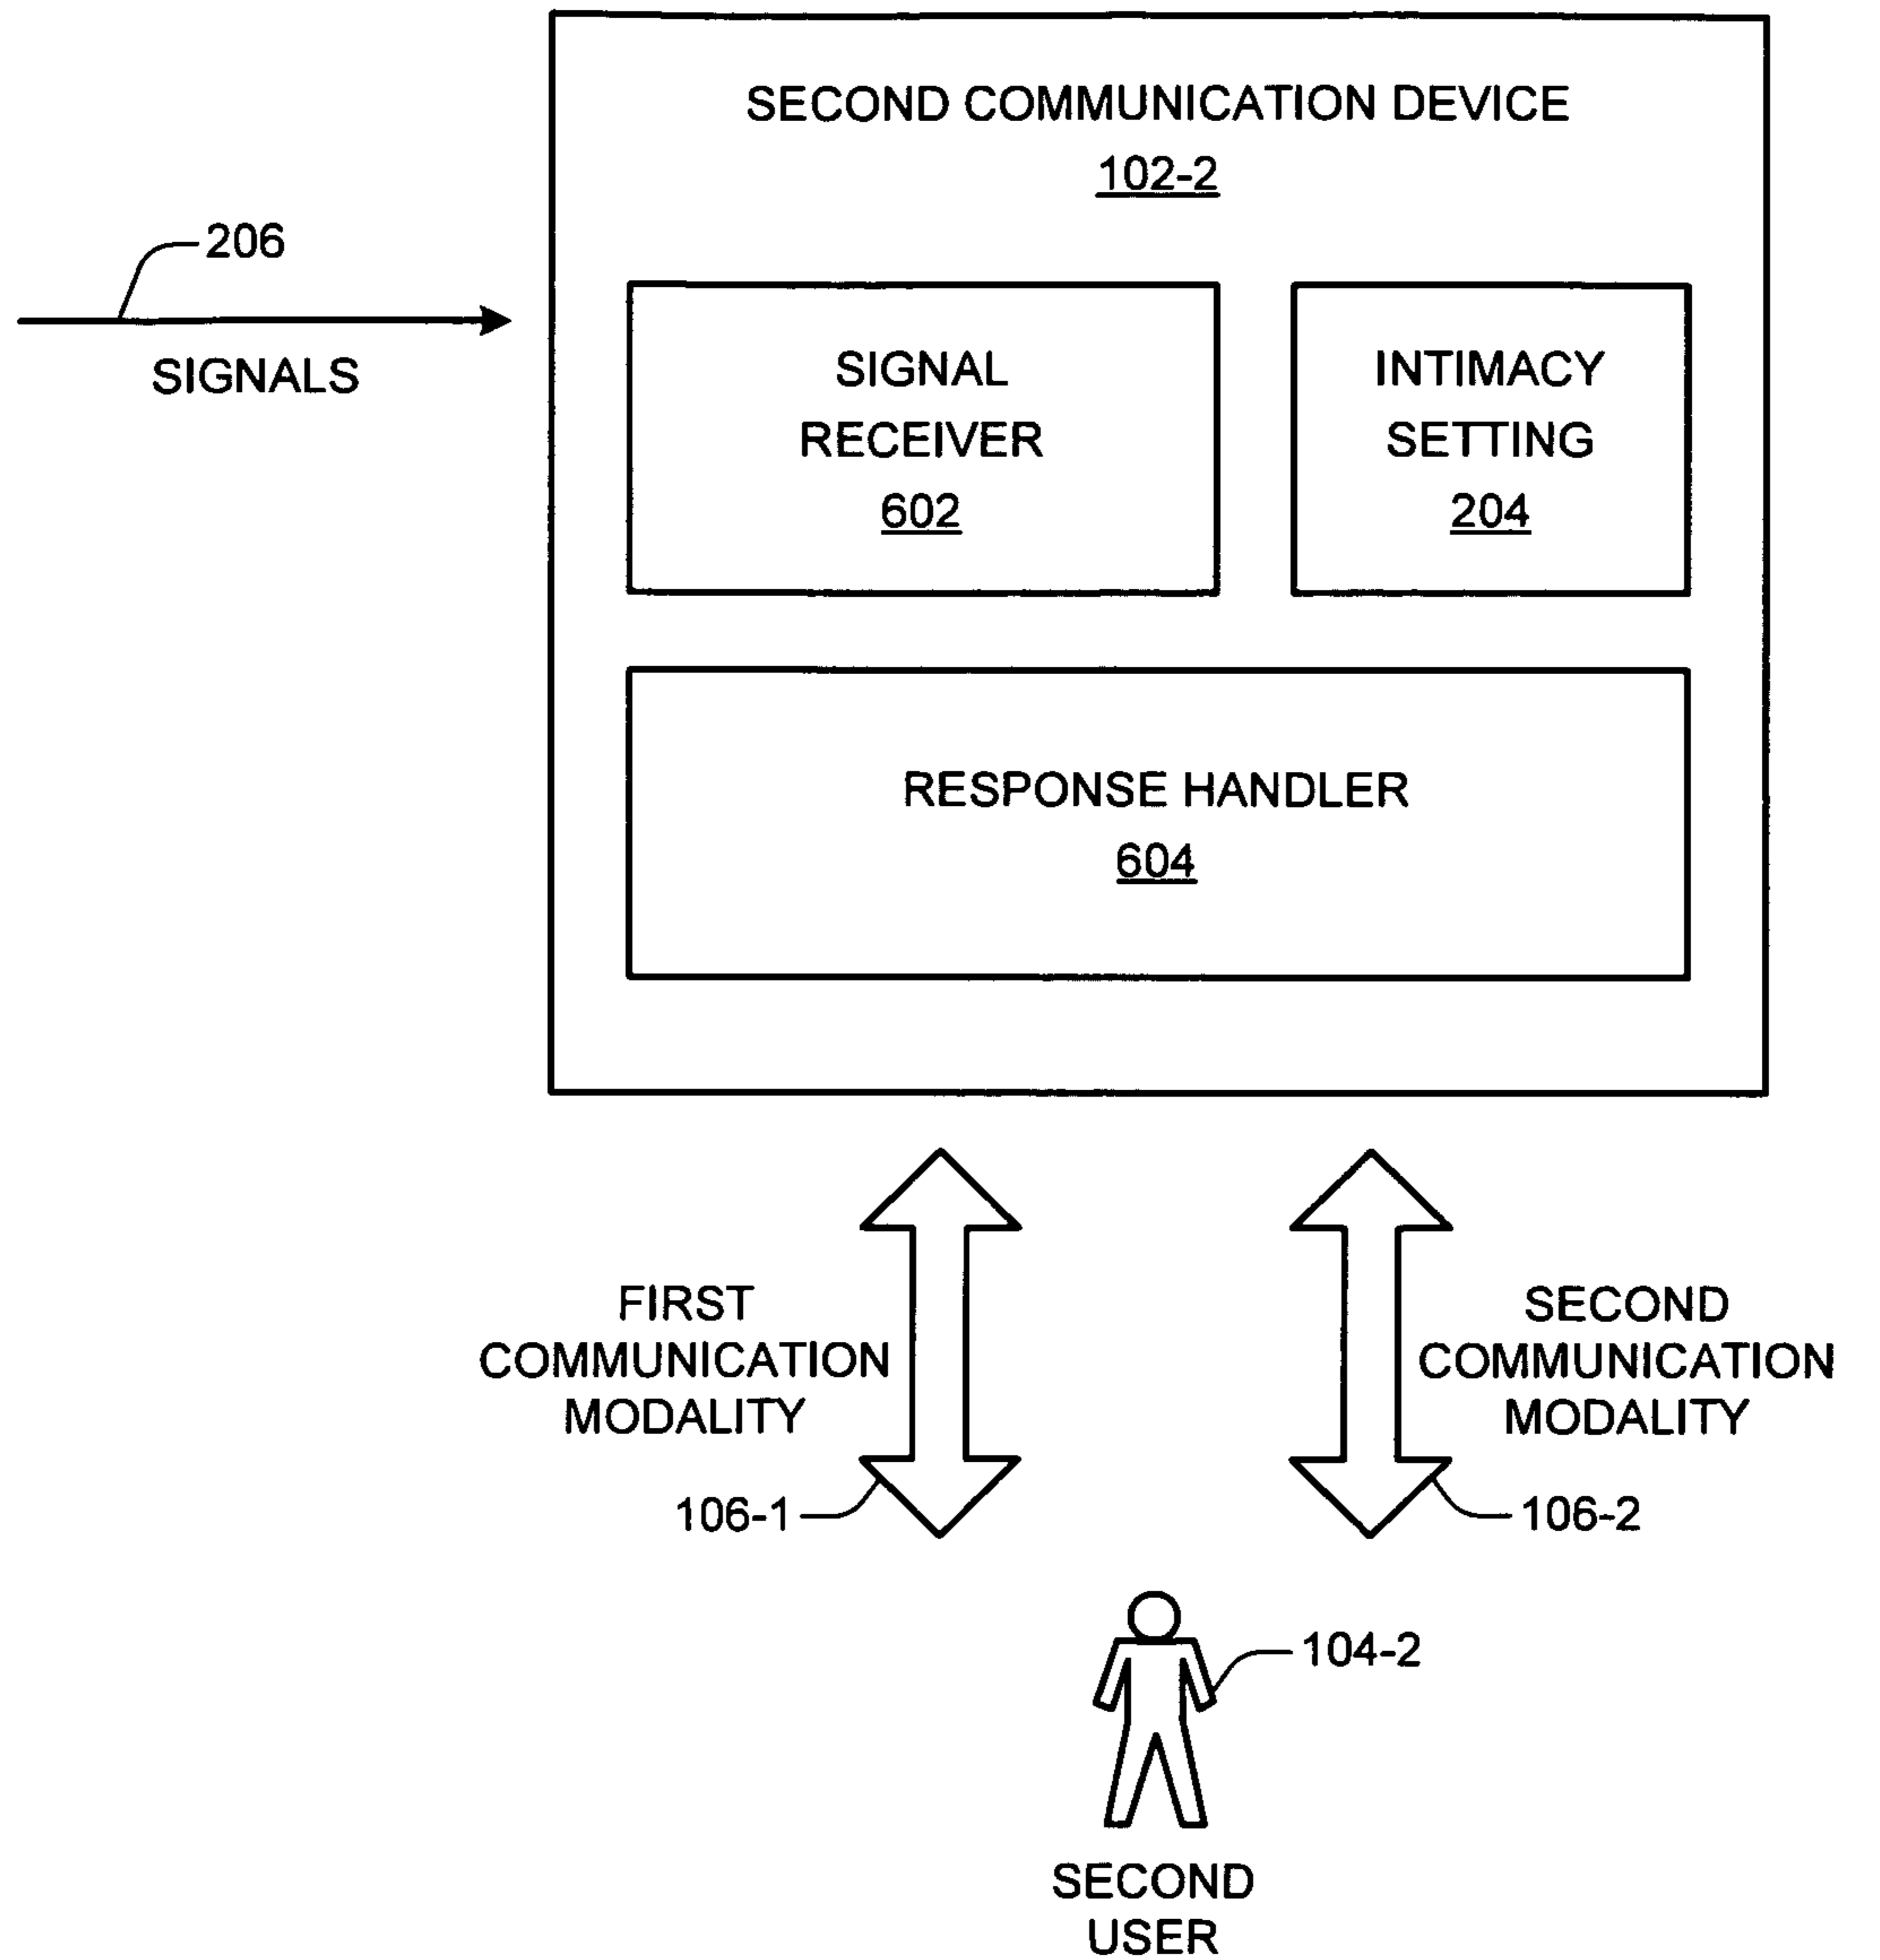 SECOND COMMUNICATION DEVICE
102-2
206
SIGNALS
SIGNAL
RECEIVER
602
INTIMACY
SETTING
204
RESPONSE HANDLER
604
FIRST
COMMUNICATION
MODALITY
106-1
SECOND
COMMUNICATION
MODALITY
106-2
104-2
SECOND
USER